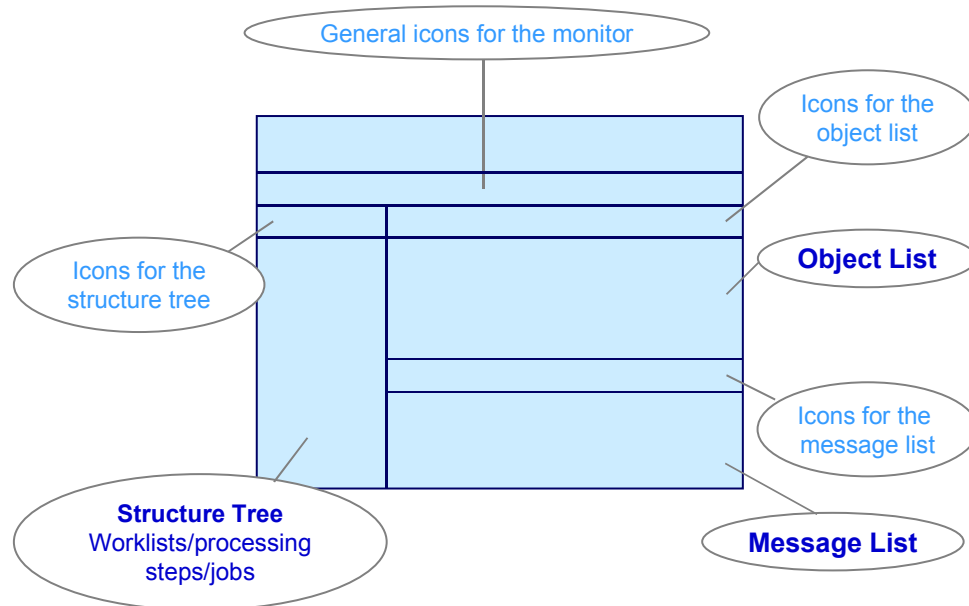 General icons for the monitor
Icons for the
object list
Object List
Icons for the
structure tree
Icons for the
message list
Structure Tree
Worklists/processing
steps/jobs
Message List